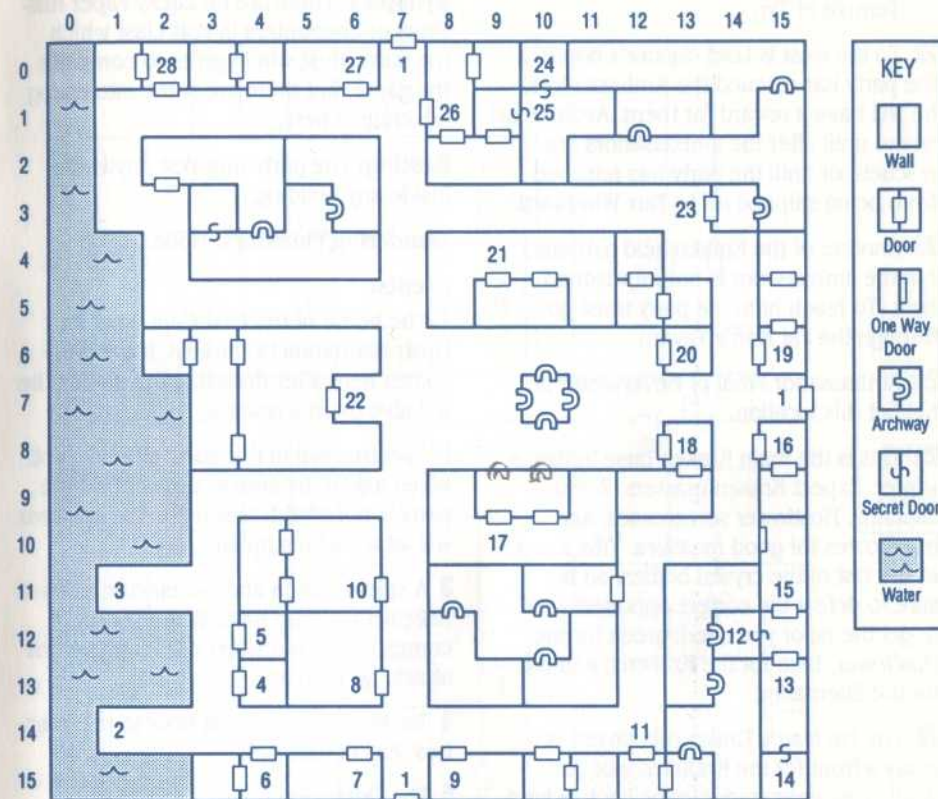 1 2 3 4 5 6 7 8 9 10 11 12 13 14 15
0 28 27 24
1 26 25
2
3 23
4 21
5
6 20 19
7 22 1
8 18 16
9
10 17
11 3 10 15
12 5 12
13 4 8 13
14 2 11
15 6 7 1 9 14
KEY
Wall
Door
One Way
Door
Archway
Secret Door
Water